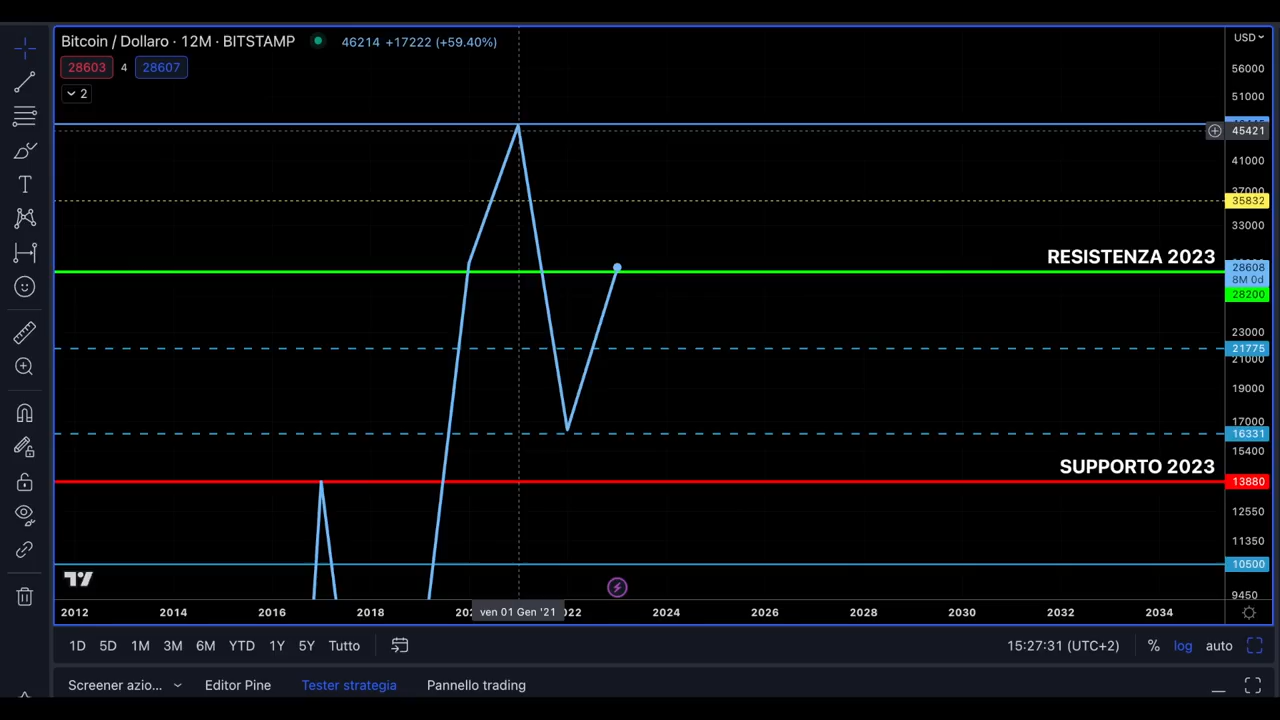 Bitcoin / Dollaro · 12M · BITSTAMP 46214 +17222 (+59.40%)
USD
28603 4 28607
2
56000
51000
45421
41000
37000
35832
33000
RESISTENZA 2023
28608
8M 0d
28200
23000
21775
21000
19000
17000
16331
15400
SUPPORTO 2023
13880
12550
11350
10500
9450
2012 2014 2016 2018 ven 01 Gen '21 2024 2026 2028 2030 2032 2034
1D 5D 1M 3M 6M YTD 1Y 5Y Tutto 15:27:31 (UTC+2) % log auto
Screener azio... Editor Pine Tester strategia Pannello trading